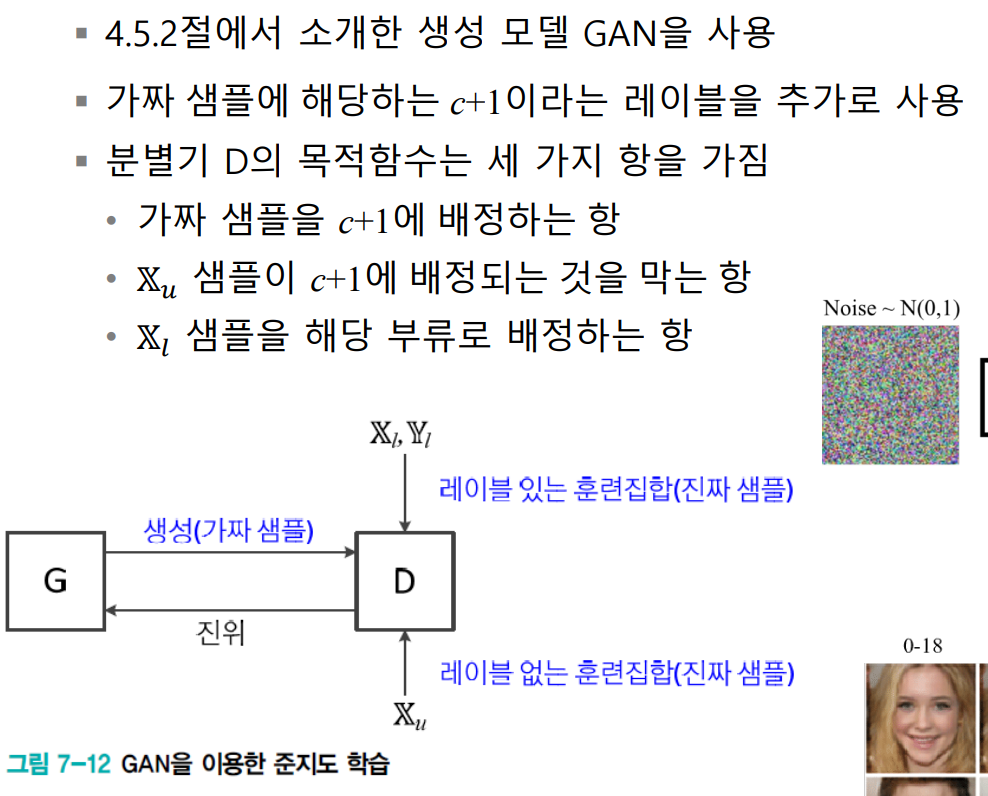 ▪ 4.5.2절에서 소개한 생성 모델 GAN을 사용
▪ 가짜 샘플에 해당하는 c+1이라는 레이블을 추가로 사용
▪ 분별기 D의 목적함수는 세 가지 항을 가짐
• 가짜 샘플을 c+1에 배정하는 항
• 𝕏u 샘플이 c+1에 배정되는 것을 막는 항
• 𝕏l 샘플을 해당 부류로 배정하는 항
Noise ~ N(0,1)
𝕏l,𝕐l
레이블 있는 훈련집합(진짜 샘플)
생성(가짜 샘플)
G
D
진위
레이블 없는 훈련집합(진짜 샘플)
𝕏u
0-18
그림 7-12 GAN을 이용한 준지도 학습